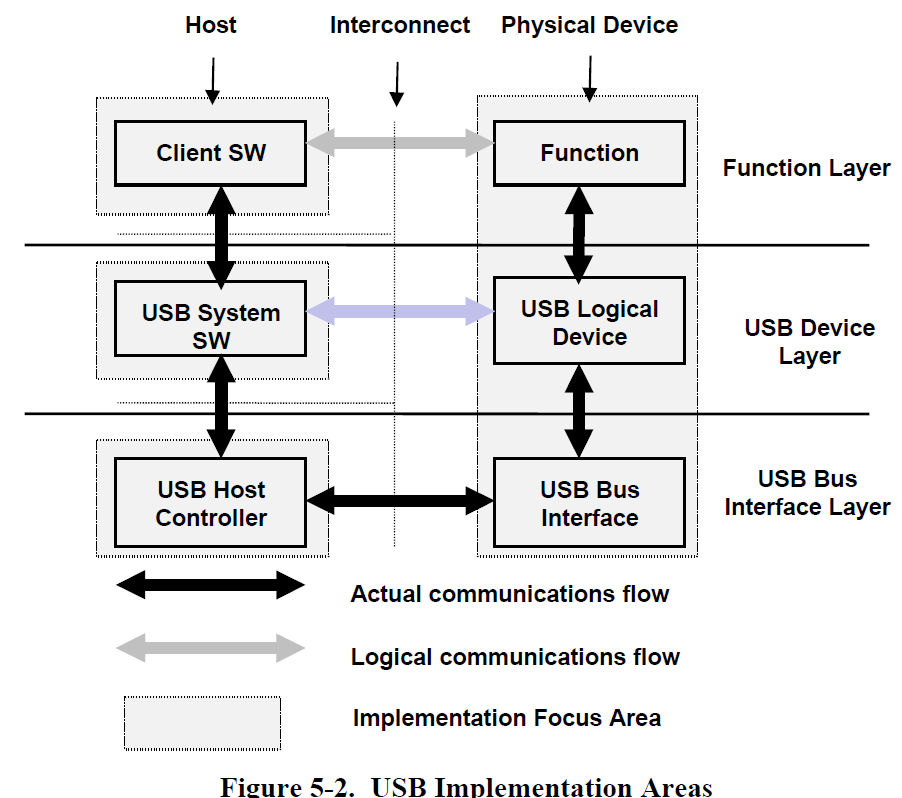 Host Interconnect Physical Device
Client SW
Function
Function Layer
USB System
SW
USB Logical
Device
USB Device
Layer
USB Host
Controller
USB Bus
Interface
USB Bus
Interface Layer
Actual communications flow
Logical communications flow
Implementation Focus Area
Figure 5-2. USB Implementation Areas